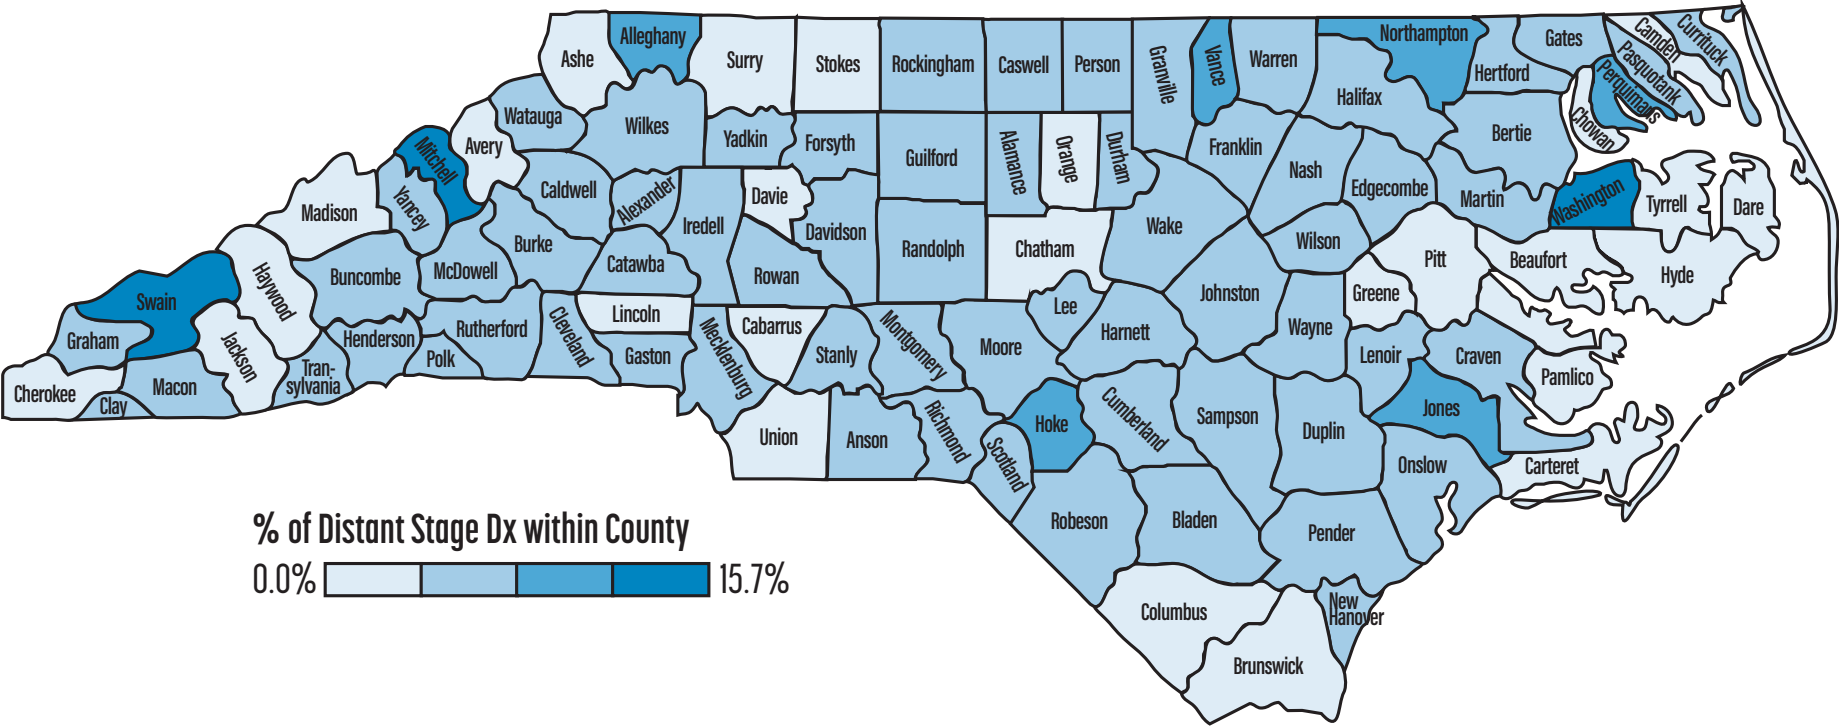 Ashe
Alleghany
Surry
Stokes
Rockingham
Caswell
Person
Granville
Vance
Warren
Northampton
Halifax
Hertford
Gates
Camden
Currituck
Pasquotank
Perquimans
Chowan
Bertie
Watauga
Wilkes
Yadkin
Forsyth
Guilford
Alamance
Orange
Durham
Franklin
Nash
Edgecombe
Martin
Washington
Tyrrell
Dare
Mitchell
Avery
Caldwell
Alexander
Iredell
Davie
Davidson
Randolph
Chatham
Wake
Wilson
Pitt
Beaufort
Hyde
Madison
Yancey
Burke
McDowell
Catawba
Rowan
Buncombe
Haywood
Swain
Graham
Jackson
Cherokee
Clay
Macon
Tran-
sylvania
Henderson
Polk
Rutherford
Cleveland
Lincoln
Gaston
Mecklenburg
Cabarrus
Stanly
Montgomery
Moore
Lee
Harnett
Johnston
Wayne
Greene
Lenoir
Craven
Pamlico
Jones
Carteret
Onslow
Duplin
Sampson
Cumberland
Hoke
Scotland
Richmond
Anson
Union
Robeson
Bladen
Pender
New
Hanover
Columbus
Brunswick
% of Distant Stage Dx within County
0.0% 15.7%